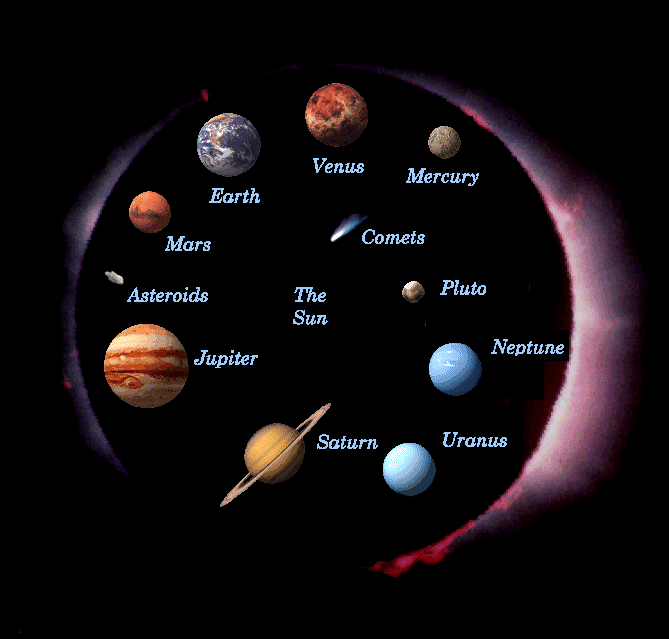 Venus
Mercury
Earth
Mars
Comets
Asteroids
Pluto
The
Sun
Neptune
Jupiter
Saturn
Uranus